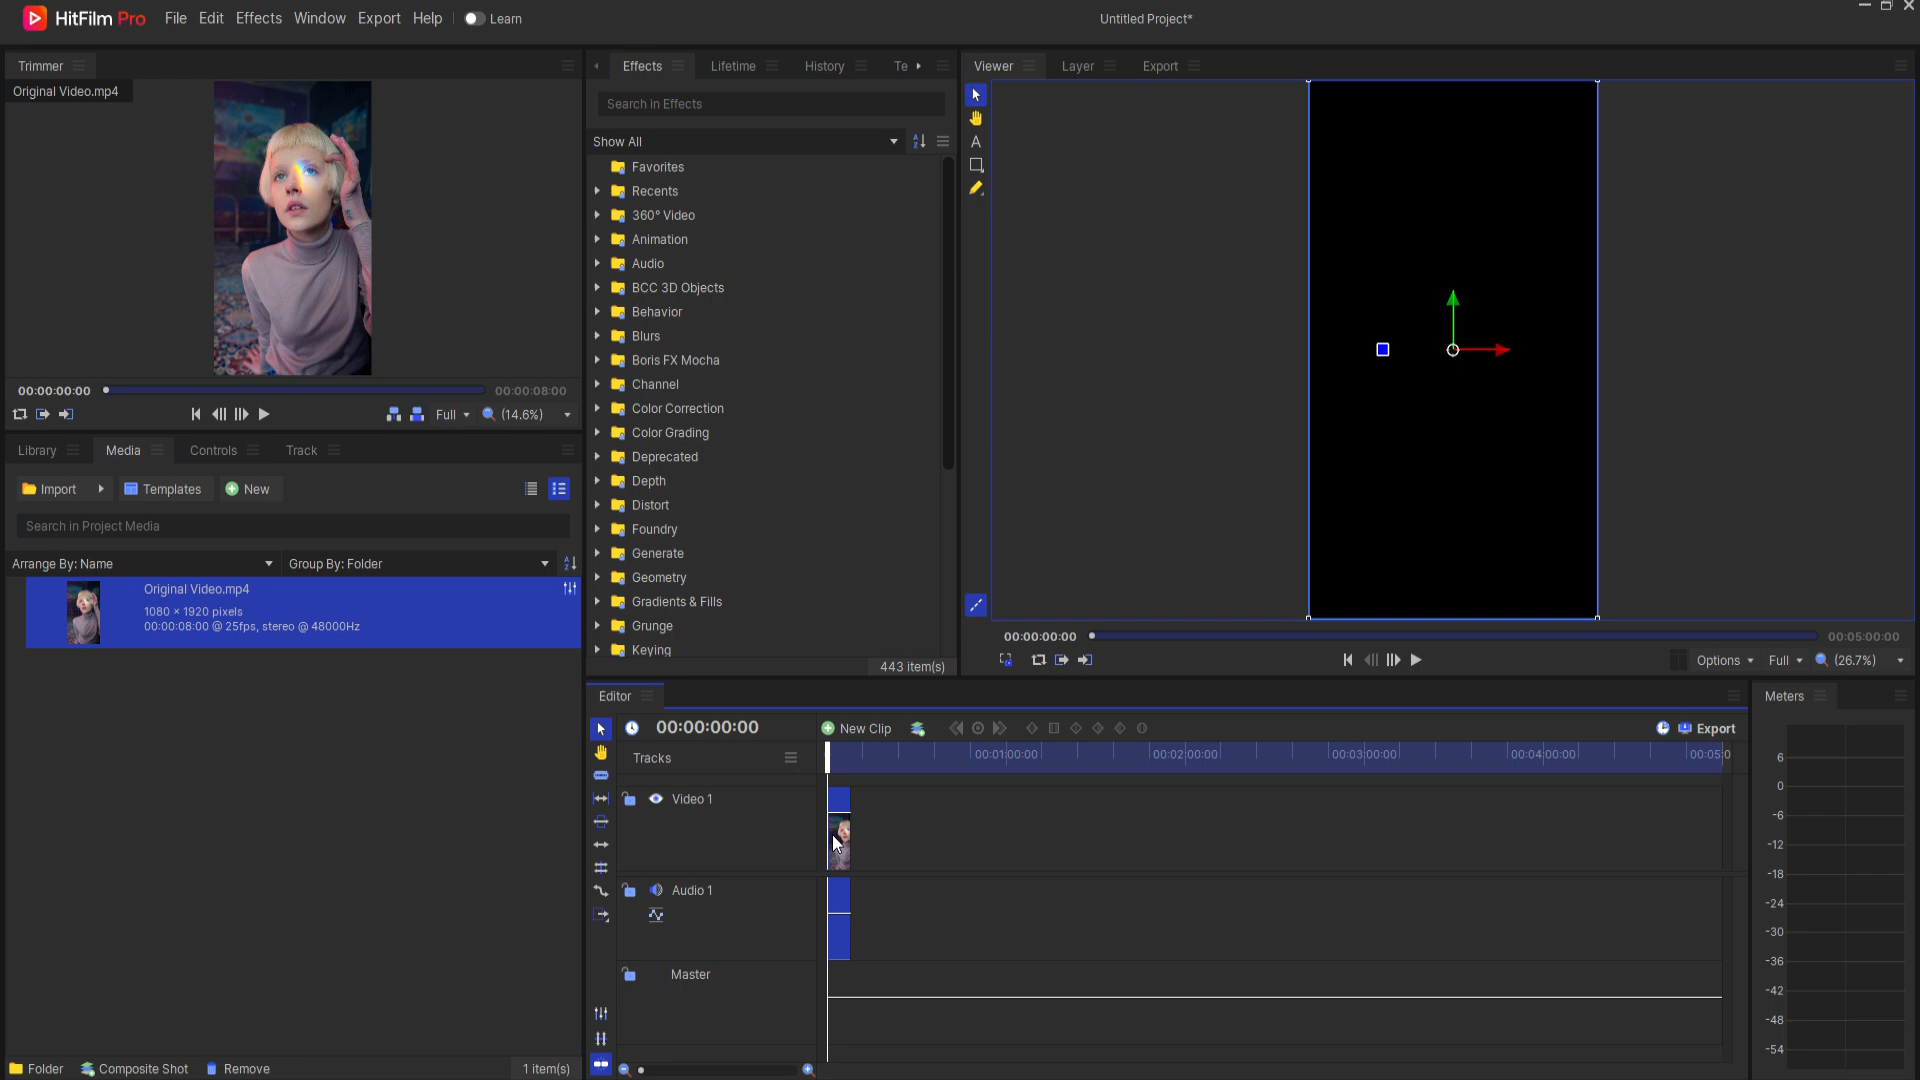 HitFilm Pro File Edit Effects Window Export Help Learn Untitled Project*
Trimmer
Original Video.mp4
00:00:00:00 00:00:08:00
Full (14.6%)
Library Media Controls Track
Import Templates New
Search in Project Media
Arrange By: Name Group By: Folder
Original Video.mp4
1080 × 1920 pixels
00:00:08:00 @ 25fps, stereo @ 48000Hz
Folder Composite Shot Remove 1 item(s)
Effects Lifetime History Te
Search in Effects
Show All
Favorites
Recents
360° Video
Animation
Audio
BCC 3D Objects
Behavior
Blurs
Boris FX Mocha
Channel
Color Correction
Color Grading
Deprecated
Depth
Distort
Foundry
Generate
Geometry
Gradients & Fills
Grunge
Keying
443 item(s)
Viewer Layer Export
A
00:00:00:00 00:05:00:00
Options Full (26.7%)
Editor
00:00:00:00 New Clip Export
Tracks 00:01:00:00 00:02:00:00 00:03:00:00 00:04:00:00 00:05:0
Video 1
Audio 1
Master
Meters
6
0
-6
-12
-18
-24
-30
-36
-42
-48
-54